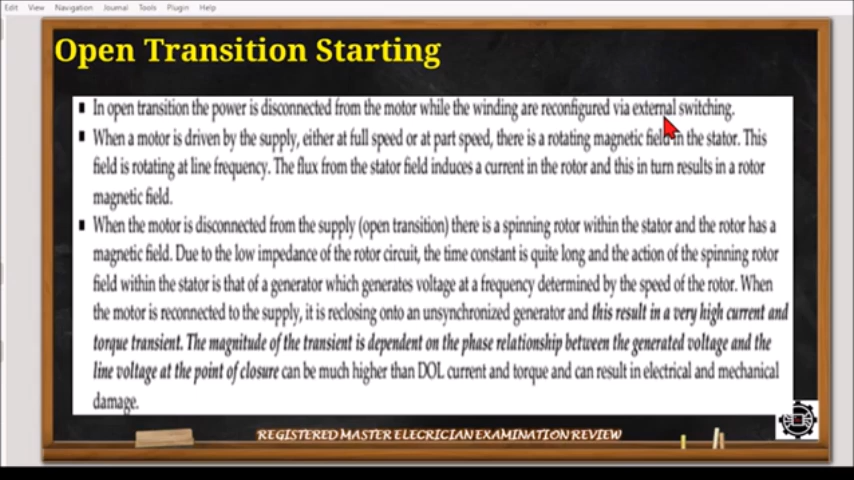 Edit View Navigation Journal Tools Plugin Help
Open Transition Starting
▪ In open transition the power is disconnected from the motor while the winding are reconfigured via external switching.
▪ When a motor is driven by the supply, either at full speed or at part speed, there is a rotating magnetic field in the stator. This
field is rotating at line frequency. The flux from the stator field induces a current in the rotor and this in turn results in a rotor
magnetic field.
▪ When the motor is disconnected from the supply (open transition) there is a spinning rotor within the stator and the rotor has a
magnetic field. Due to the low impedance of the rotor circuit, the time constant is quite long and the action of the spinning rotor
field within the stator is that of a generator which generates voltage at a frequency determined by the speed of the rotor. When
the motor is reconnected to the supply, it is reclosing onto an unsynchronized generator and this result in a very high current and
torque transient. The magnitude of the transient is dependent on the phase relationship between the generated voltage and the
line voltage at the point of closure can be much higher than DOL current and torque and can result in electrical and mechanical
damage.
REGISTERED MASTER ELECRICIAN EXAMINATION REVIEW